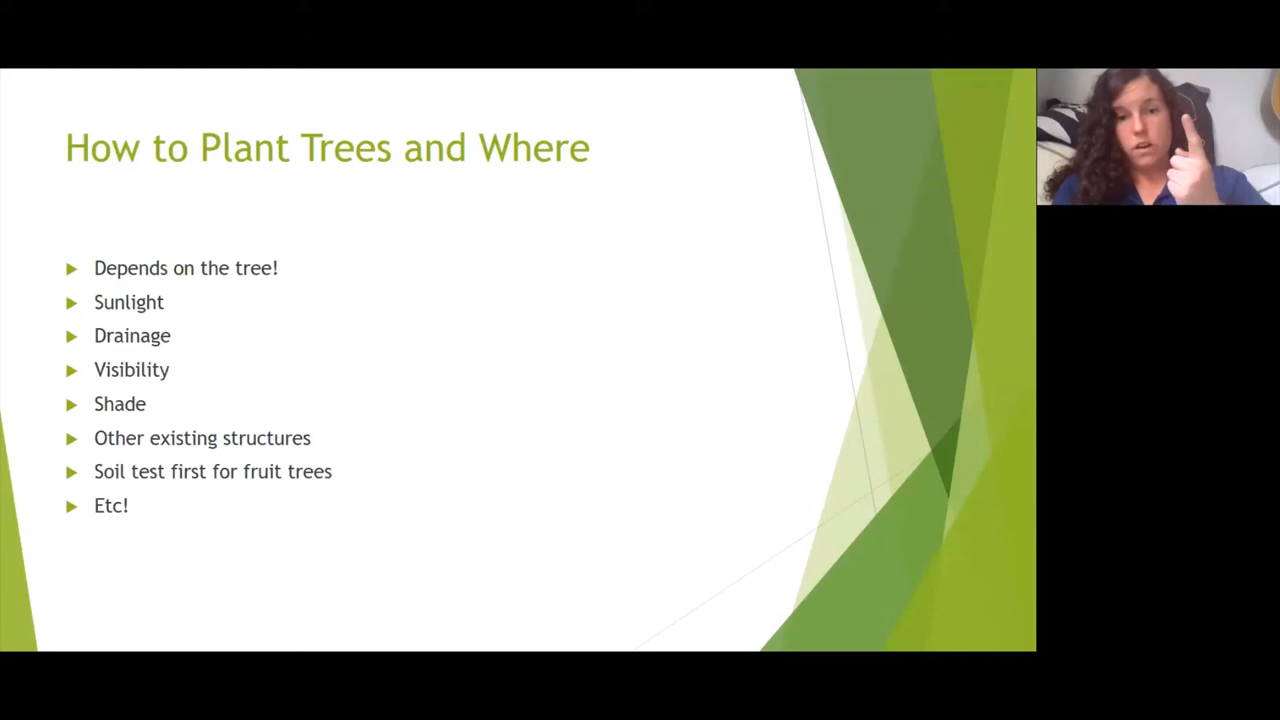 How to Plant Trees and Where
Depends on the tree!
Sunlight
Drainage
Visibility
Shade
Other existing structures
Soil test first for fruit trees
Etc!